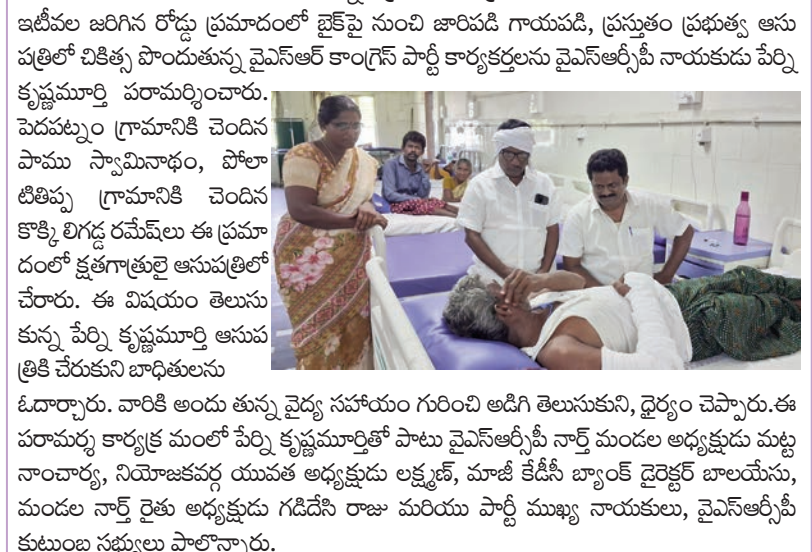 ఇటీవల జరిగిన రోడ్డు ప్రమాదంలో బైక్‌పై నుంచి జారిపడి గాయపడి, ప్రస్తుతం ప్రభుత్వ ఆసు
పత్రిలో చికిత్స పొందుతున్న వైఎస్ఆర్ కాంగ్రెస్ పార్టీ కార్యకర్తలను వైఎస్ఆర్సీపీ నాయకుడు పేర్ని
కృష్ణమూర్తి పరామర్శించారు.
పెదపట్నం గ్రామానికి చెందిన
పాము స్వామినాథం, పోలా
టితిప్ప గ్రామానికి చెందిన
కొక్కిలిగడ్డ రమేష్‌లు ఈ ప్రమా
దంలో క్షతగాత్రులై ఆసుపత్రిలో
చేరారు. ఈ విషయం తెలుసు
కున్న పేర్ని కృష్ణమూర్తి ఆసుప
త్రికి చేరుకుని బాధితులను
ఓదార్చారు. వారికి అందు తున్న వైద్య సహాయం గురించి అడిగి తెలుసుకుని, ధైర్యం చెప్పారు.ఈ
పరామర్శ కార్యక్ర మంలో పేర్ని కృష్ణమూర్తితో పాటు వైఎస్ఆర్సీపీ నార్త్ మండల అధ్యక్షుడు మట్ట
నాంచార్య, నియోజకవర్గ యువత అధ్యక్షుడు లక్ష్మణ్, మాజీ కేడీసీ బ్యాంక్ డైరెక్టర్ బాలయేసు,
మండల నార్త్ రైతు అధ్యక్షుడు గడిదేసి రాజు మరియు పార్టీ ముఖ్య నాయకులు, వైఎస్ఆర్సీపీ
కుటుంబ సభ్యులు పాల్గొన్నారు.